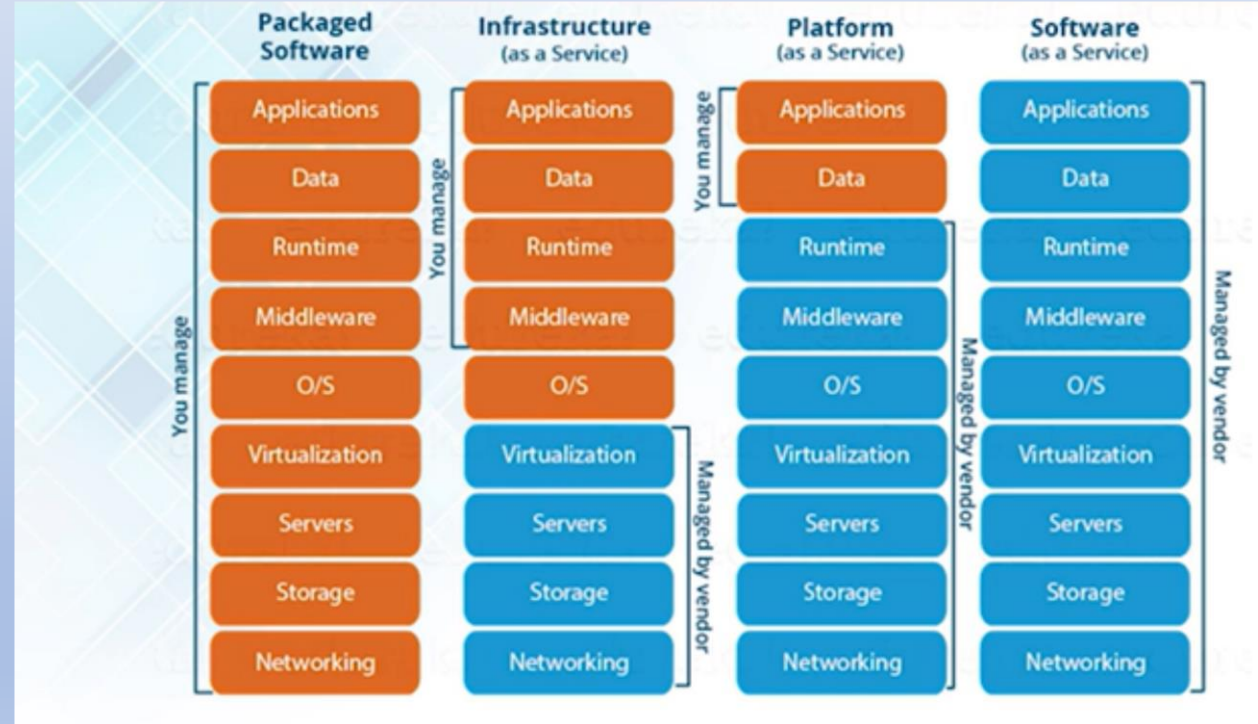 Packaged
Software
Infrastructure
(as a Service)
Platform
(as a Service)
Software
(as a Service)
You manage
Applications
Data
Runtime
Middleware
O/S
Virtualization
Servers
Storage
Networking
You manage
Applications
Data
Runtime
Middleware
O/S
Virtualization
Servers
Storage
Networking
Managed by vendor
You manage
Applications
Data
Runtime
Middleware
O/S
Virtualization
Servers
Storage
Networking
Managed by vendor
Applications
Data
Runtime
Middleware
O/S
Virtualization
Servers
Storage
Networking
Managed by vendor